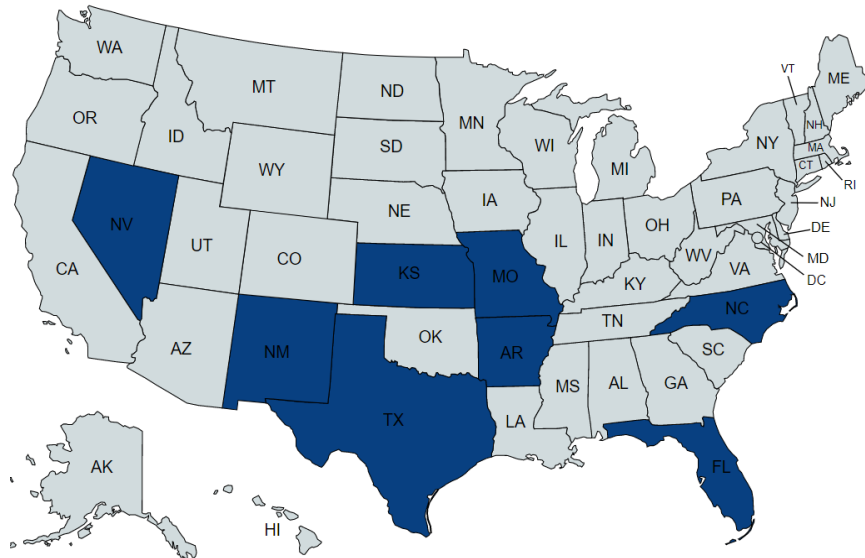 WA
MT
ND
MN
VT
ME
OR
ID
SD
WI
NY
NH
MA
WY
MI
CT
RI
NV
NE
IA
PA
NJ
UT
CO
IL
IN
OH
DE
CA
KS
MO
WV
VA
MD
KY
DC
AZ
NM
OK
AR
TN
NC
SC
TX
LA
MS
AL
GA
AK
HI
FL